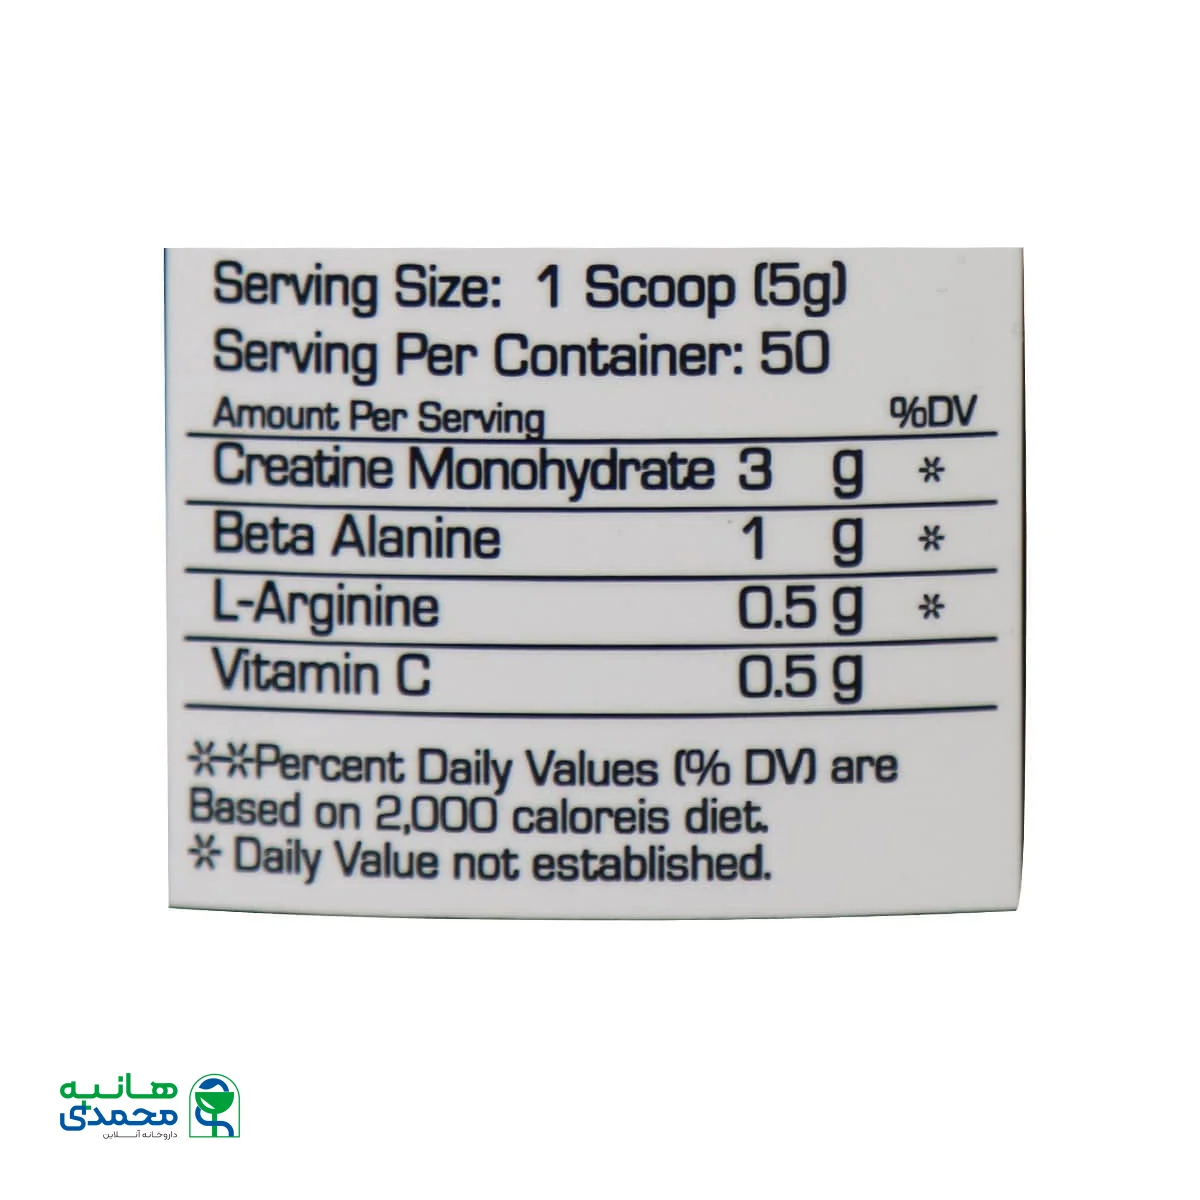 Serving Size: 1 Scoop (5g)
Serving Per Container: 50
Amount Per Serving %DV
Creatine Monohydrate 3 g *
Beta Alanine 1 g *
L-Arginine 0.5 g *
Vitamin C 0.5 g
**Percent Daily Values (% DV) are
Based on 2,000 caloreis diet.
* Daily Value not established.
هانیه
محمدی
داروخانه آنلاین